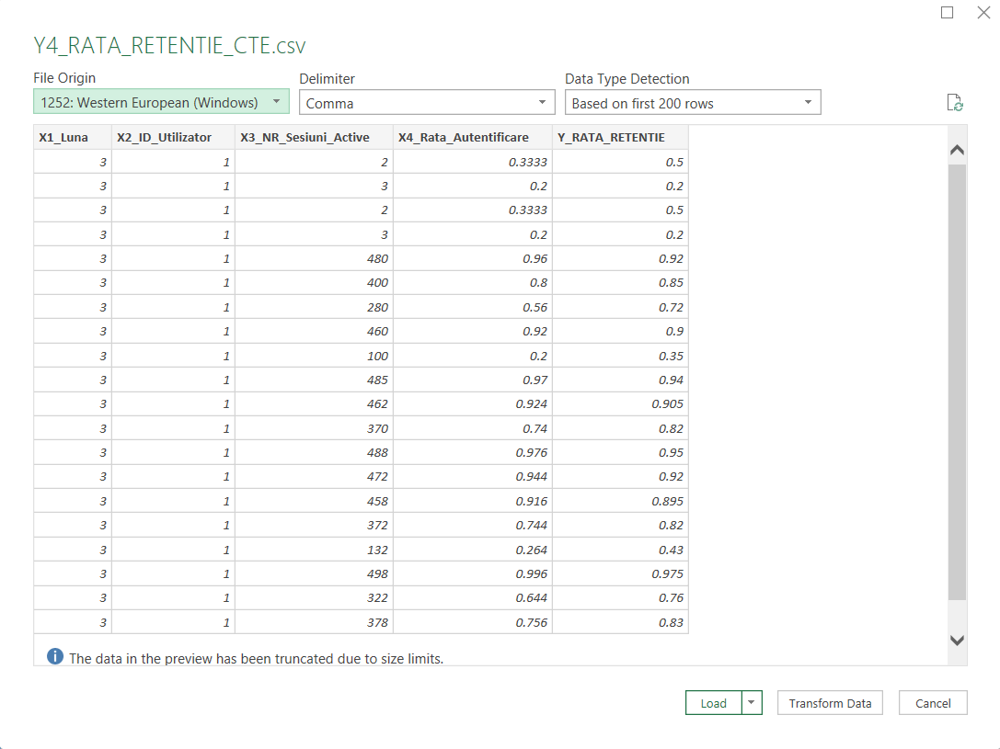 Y4_RATA_RETENTIE_CTE.csv
File Origin
Delimiter
Data Type Detection
1252: Western European (Windows)
Comma
Based on first 200 rows
X1_Luna X2_ID_Utilizator X3_NR_Sesiuni_Active X4_Rata_Autentificare Y_RATA_RETENTIE
3 1 2 0.3333 0.5
3 1 3 0.2 0.2
3 1 2 0.3333 0.5
3 1 3 0.2 0.2
3 1 480 0.96 0.92
3 1 400 0.8 0.85
3 1 280 0.56 0.72
3 1 460 0.92 0.9
3 1 100 0.2 0.35
3 1 485 0.97 0.94
3 1 462 0.924 0.905
3 1 370 0.74 0.82
3 1 488 0.976 0.95
3 1 472 0.944 0.92
3 1 458 0.916 0.895
3 1 372 0.744 0.82
3 1 132 0.264 0.43
3 1 498 0.996 0.975
3 1 322 0.644 0.76
3 1 378 0.756 0.83
The data in the preview has been truncated due to size limits.
Load
Transform Data
Cancel